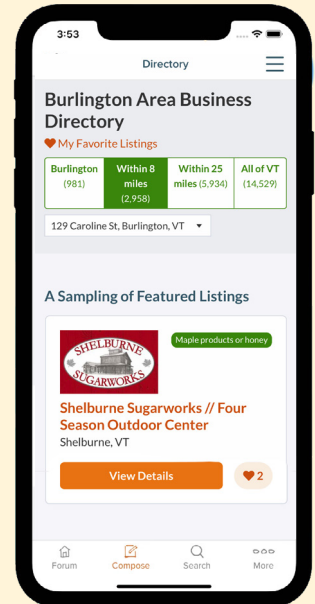 3:53
Directory
Burlington Area Business
Directory
My Favorite Listings
Burlington
(981)
Within 8
miles
(2,958)
Within 25
miles (5,934)
All of VT
(14,529)
129 Caroline St, Burlington, VT
A Sampling of Featured Listings
SHELBURNE
SUGARWORKS
Maple products or honey
Shelburne Sugarworks // Four
Season Outdoor Center
Shelburne, VT
View Details
2
Forum
Compose
Search
More